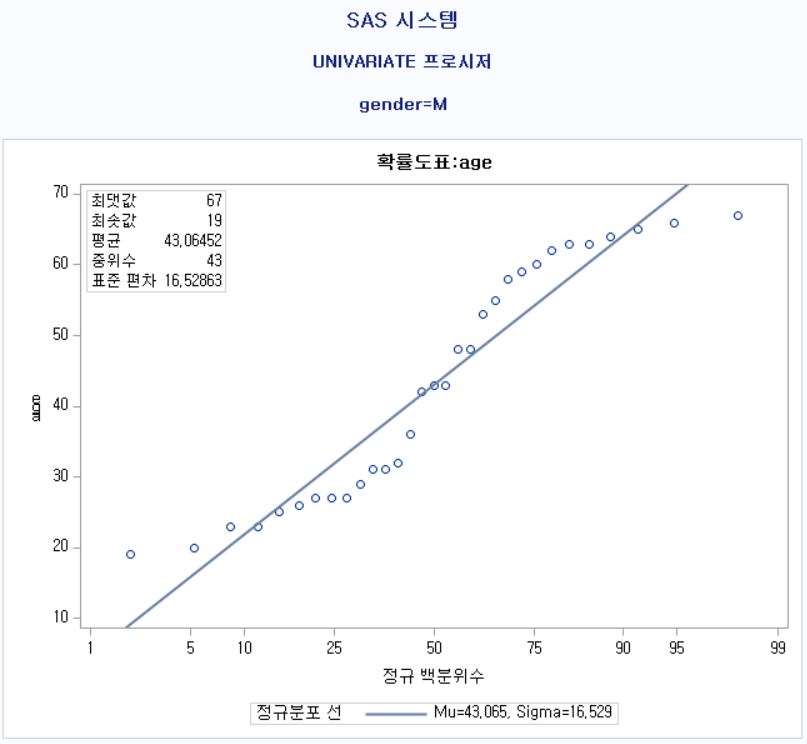 SAS 시스템
UNIVARIATE 프로시저
gender=M
확률도표:age
최댓값 67
최솟값 19
평균 43,06452
중위수 43
표준 편차 16,52863
70
60
50
40
30
20
10
age
1 5 10 25 50 75 90 95 99
정규 백분위수
정규분포 선 Mu=43,065, Sigma=16,529